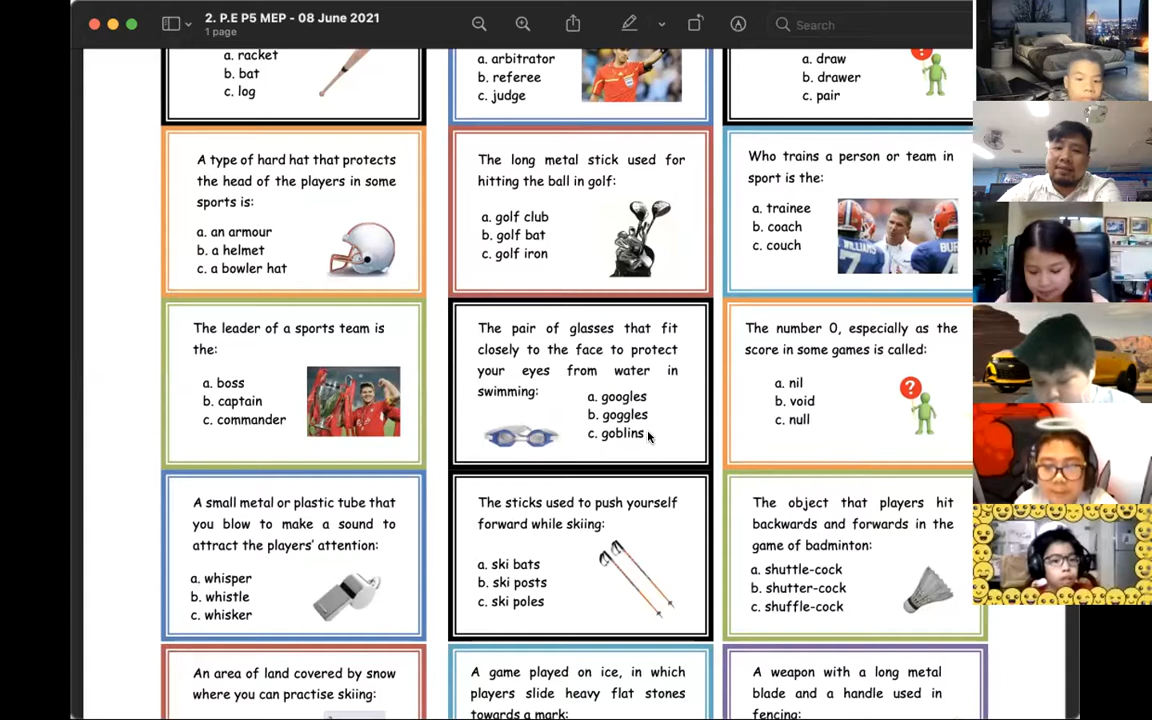 2. P.E P5 MEP - 08 June 2021
1 page
Search
a. racket
b. bat
c. log
a. arbitrator
b. referee
c. judge
a. draw
b. drawer
c. pair
A type of hard hat that protects
the head of the players in some
sports is:
a. an armour
b. a helmet
c. a bowler hat
The long metal stick used for
hitting the ball in golf:
a. golf club
b. golf bat
c. golf iron
Who trains a person or team in
sport is the:
a. trainee
b. coach
c. couch
WILLIAMS
7
BUR
4
The leader of a sports team is
the:
a. boss
b. captain
c. commander
The pair of glasses that fit
closely to the face to protect
your eyes from water in
swimming:
a. googles
b. goggles
c. goblins
The number 0, especially as the
score in some games is called:
a. nil
b. void
c. null
?
A small metal or plastic tube that
you blow to make a sound to
attract the players' attention:
a. whisper
b. whistle
c. whisker
The sticks used to push yourself
forward while skiing:
a. ski bats
b. ski posts
c. ski poles
The object that players hit
backwards and forwards in the
game of badminton:
a. shuttle-cock
b. shutter-cock
c. shuffle-cock
An area of land covered by snow
where you can practise skiing:
A game played on ice, in which
players slide heavy flat stones
towards a mark:
A weapon with a long metal
blade and a handle used in
fencing: